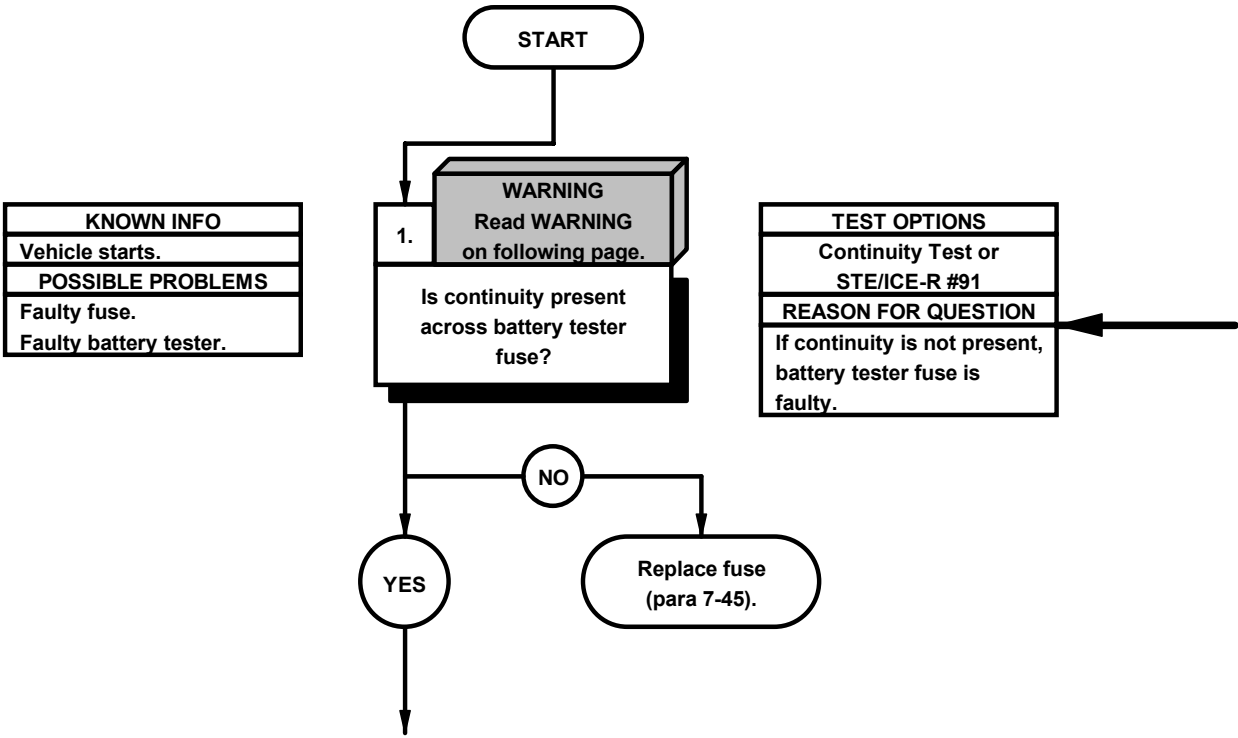 START
KNOWN INFO
Vehicle starts.
POSSIBLE PROBLEMS
Faulty fuse.
Faulty battery tester.
1.
WARNING
Read WARNING
on following page.
Is continuity present
across battery tester
fuse?
TEST OPTIONS
Continuity Test or
STE/ICE-R #91
REASON FOR QUESTION
If continuity is not present,
battery tester fuse is
faulty.
NO
YES
Replace fuse
(para 7-45).